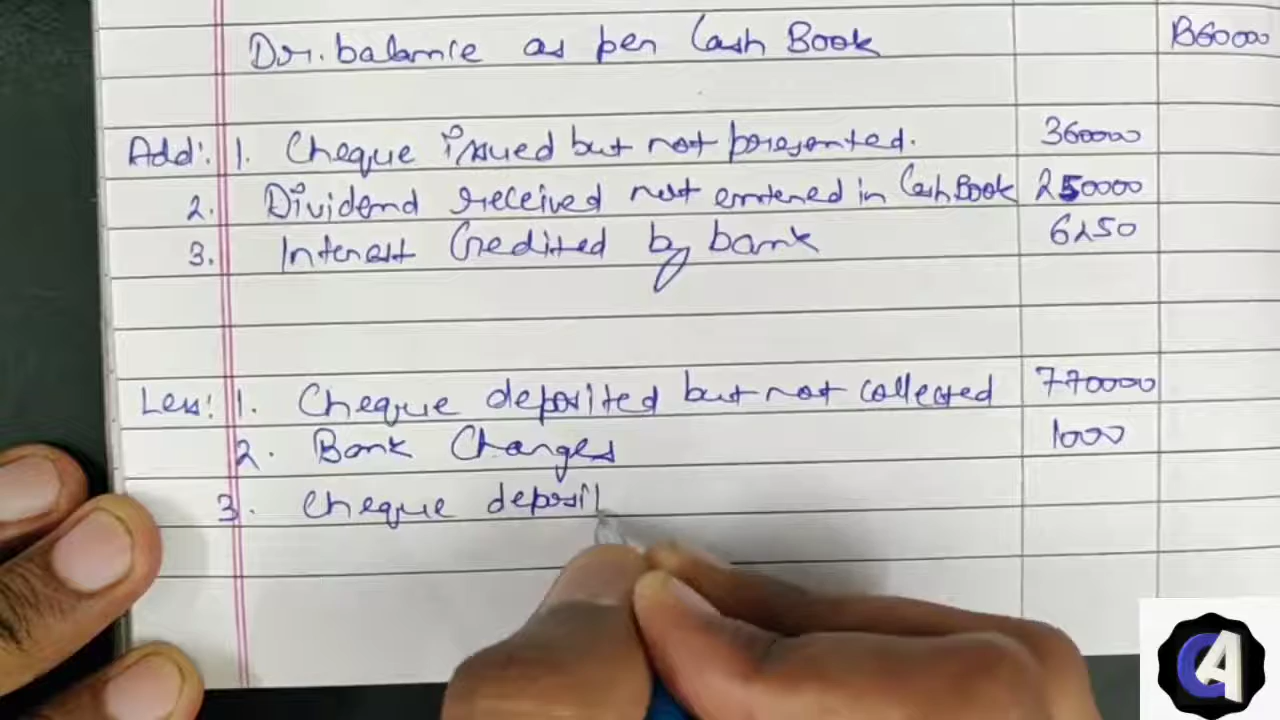 Dr. balance as per Cash Book 1360000
Add: 1. Cheque issued but not presented. 360000
2. Dividend received not entered in Cash Book 250000
3. Interest Credited by bank 6250
Less: 1. Cheque deposited but not collected 770000
2. Bank Charges 1000
3. Cheque deposit
CA